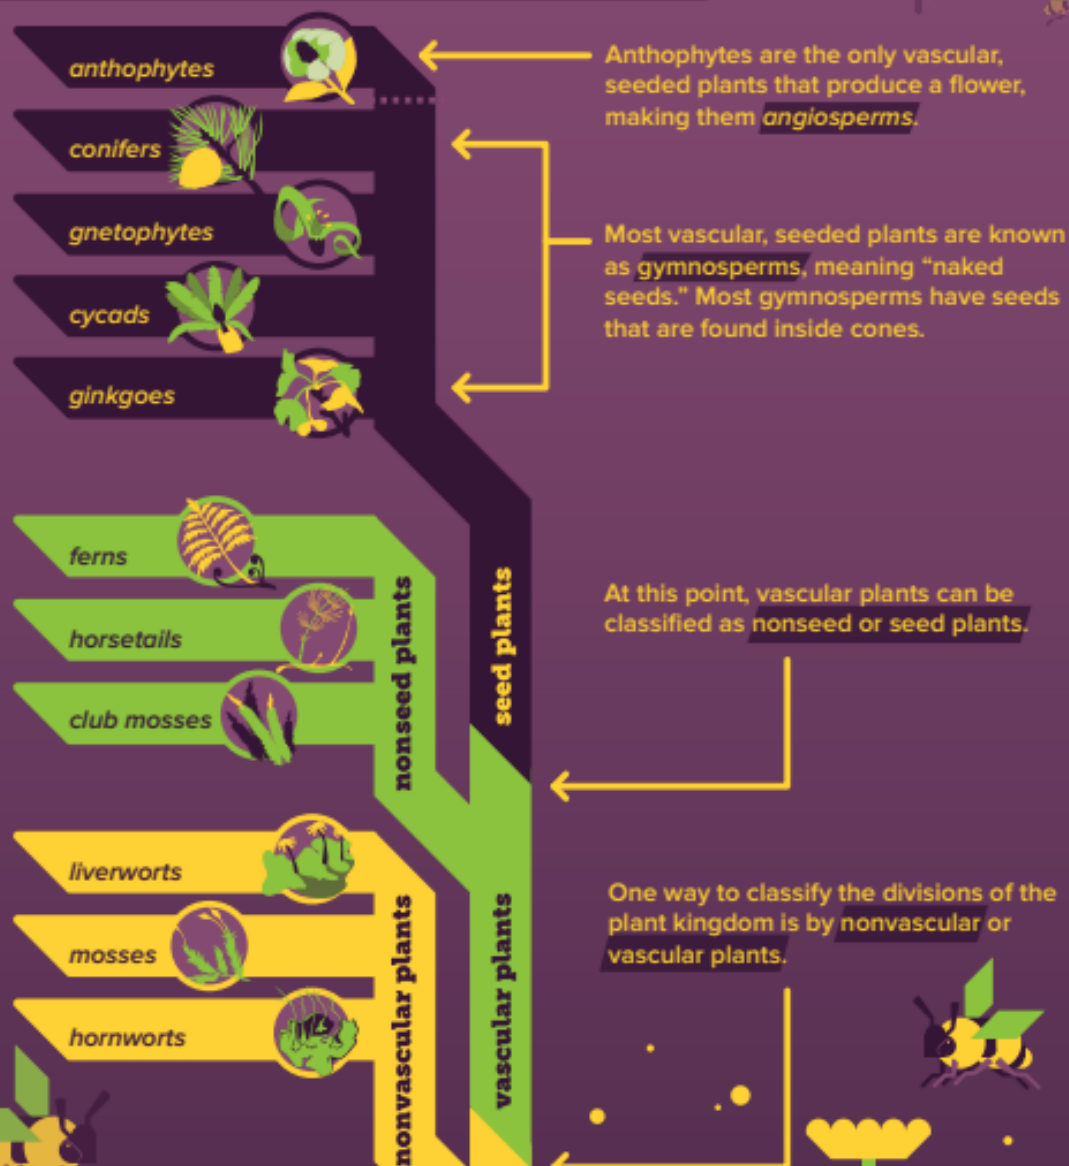 anthophytes
Anthophytes are the only vascular,
seeded plants that produce a flower,
making them angiosperms.
conifers
gnetophytes
Most vascular, seeded plants are known
as gymnosperms, meaning “naked
seeds.” Most gymnosperms have seeds
that are found inside cones.
cycads
ginkgoes
ferns
horsetails
club mosses
nonseed plants
seed plants
At this point, vascular plants can be
classified as nonseed or seed plants.
liverworts
mosses
hornworts
nonvascular plants
vascular plants
One way to classify the divisions of the
plant kingdom is by nonvascular or
vascular plants.